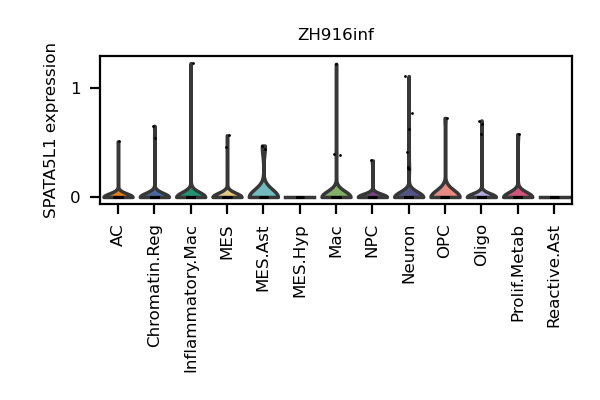 ZH916inf
SPATA5L1 expression
1
0
AC
Chromatin.Reg
Inflammatory.Mac
MES
MES.Ast
MES.Hyp
Mac
NPC
Neuron
OPC
Oligo
Prolif.Metab
Reactive.Ast